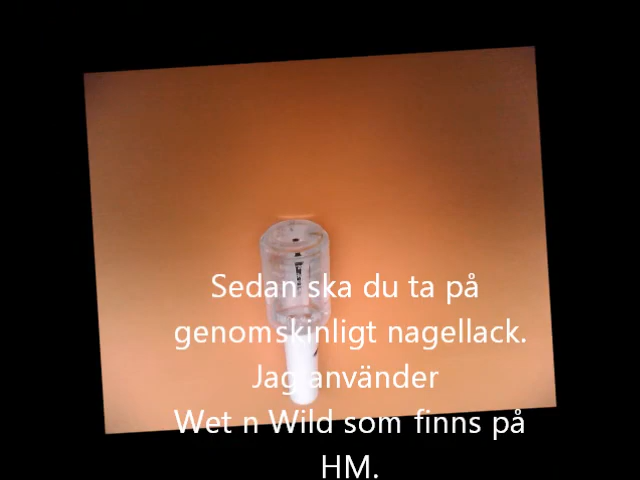 Sedan ska du ta på
genomskinligt nagellack.
Jag använder
Wet n Wild som finns på
HM.